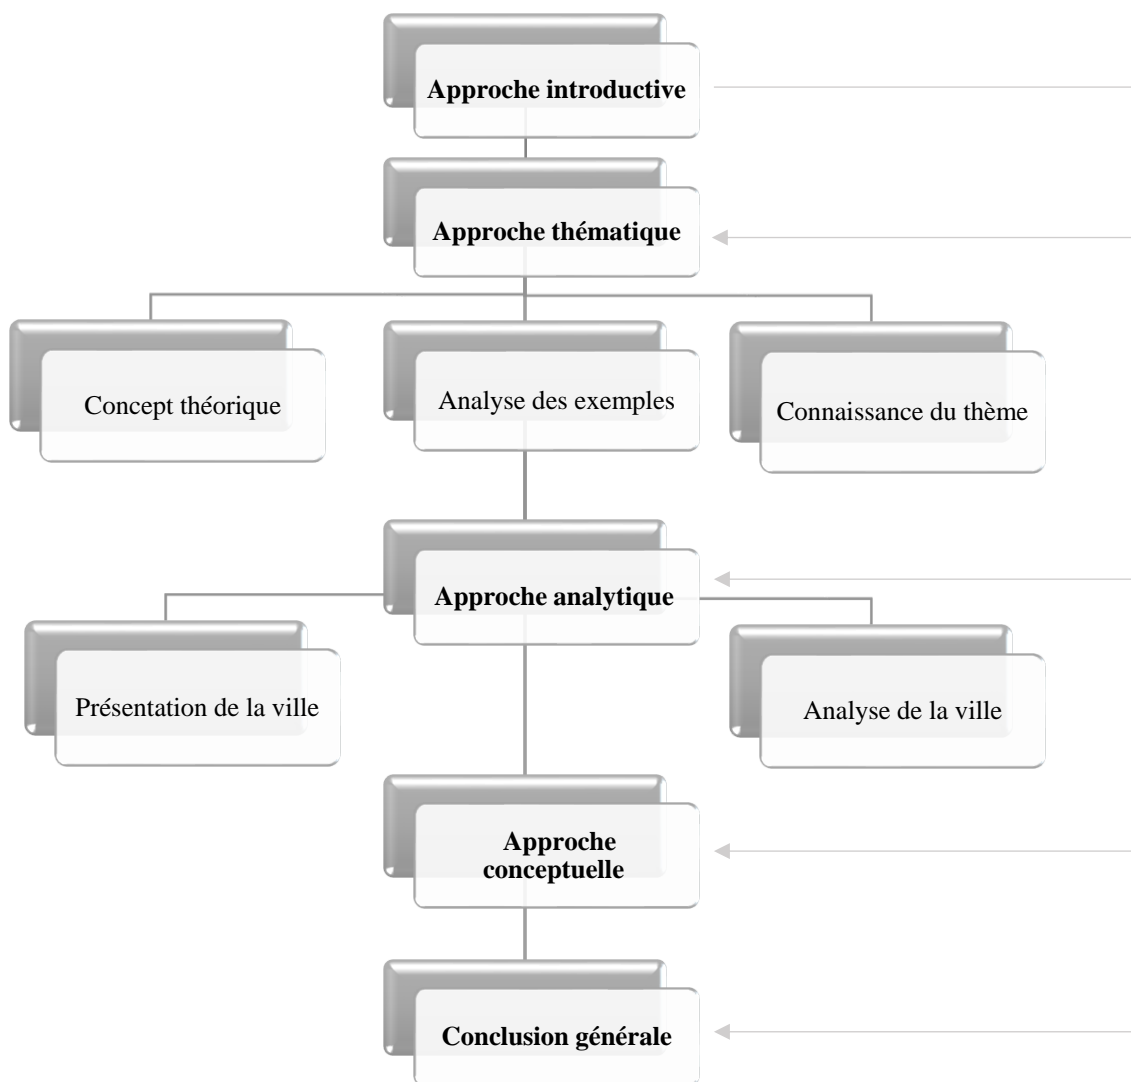 Approche introductive
Approche thématique
Concept théorique
Analyse des exemples
Connaissance du thème
Approche analytique
Présentation de la ville
Analyse de la ville
Approche
conceptuelle
Conclusion générale